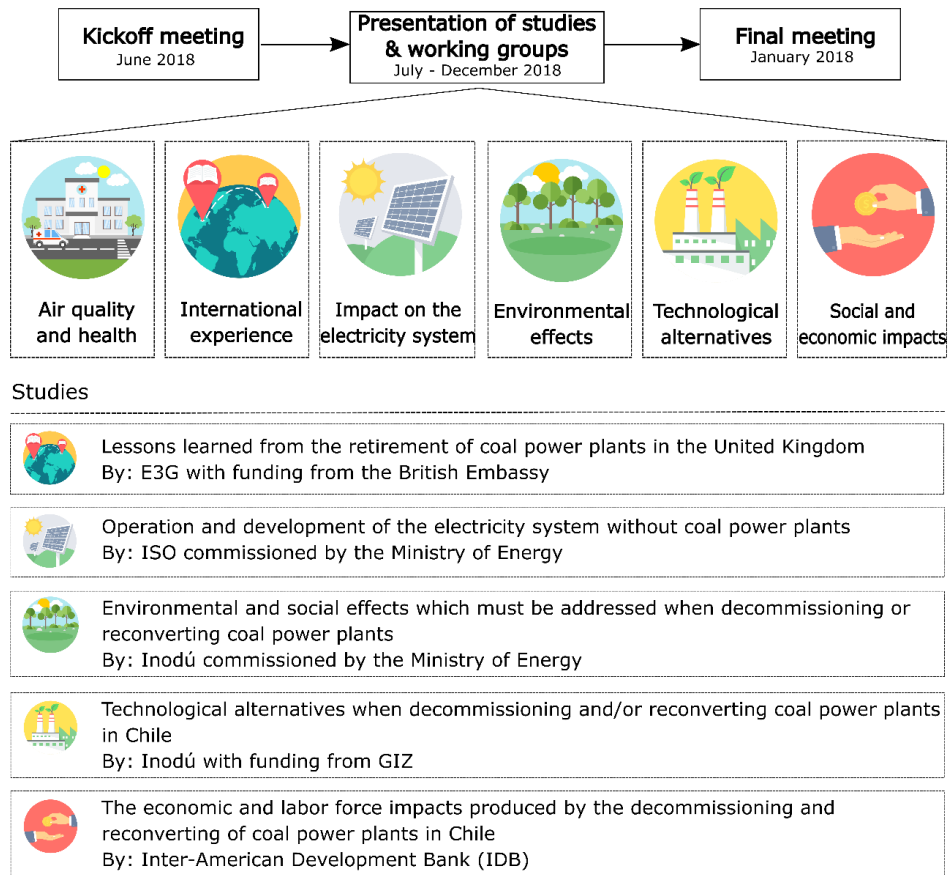 Kickoff meeting
June 2018
Presentation of studies
& working groups
July - December 2018
Final meeting
January 2018
Air quality
and health
International
experience
Impact on the
electricity system
Environmental
effects
Technological
alternatives
Social and
economic impacts
Studies
Lessons learned from the retirement of coal power plants in the United Kingdom
By: E3G with funding from the British Embassy
Operation and development of the electricity system without coal power plants
By: ISO commissioned by the Ministry of Energy
Environmental and social effects which must be addressed when decommissioning or
reconverting coal power plants
By: Inodú commissioned by the Ministry of Energy
Technological alternatives when decommissioning and/or reconverting coal power plants
in Chile
By: Inodú with funding from GIZ
The economic and labor force impacts produced by the decommissioning and
reconverting of coal power plants in Chile
By: Inter-American Development Bank (IDB)